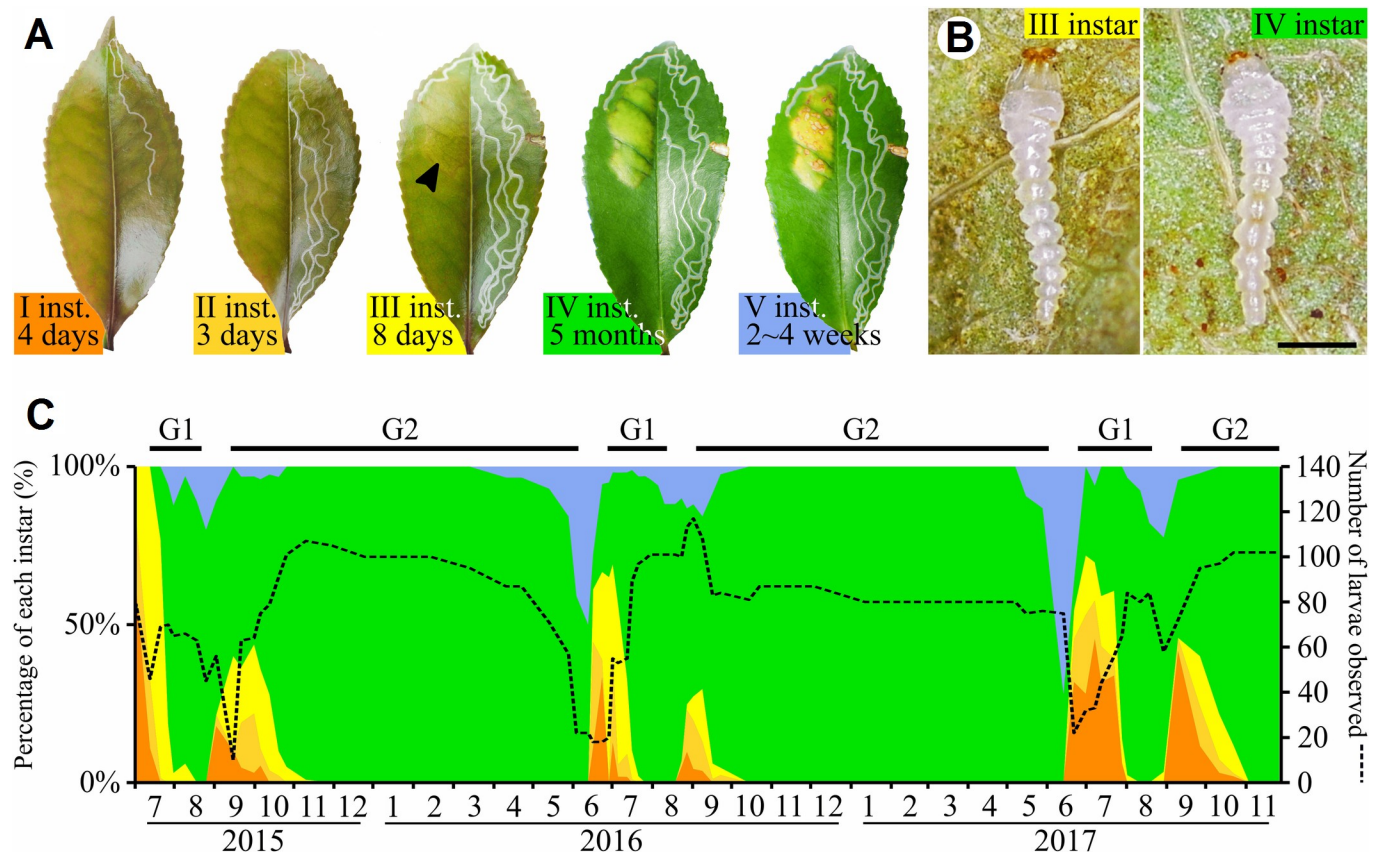 A
I inst.
4 days
II inst.
3 days
III inst.
8 days
IV inst.
5 months
V inst.
2~4 weeks
B
III instar
IV instar
C
G1
G2
G1
G2
G1
G2
Percentage of each instar (%)
100%
50%
0%
140
120
100
80
60
40
20
0
Number of larvae observed
7 8 9 10 11 12 1 2 3 4 5 6 7 8 9 10 11 12 1 2 3 4 5 6 7 8 9 10 11
2015 2016 2017